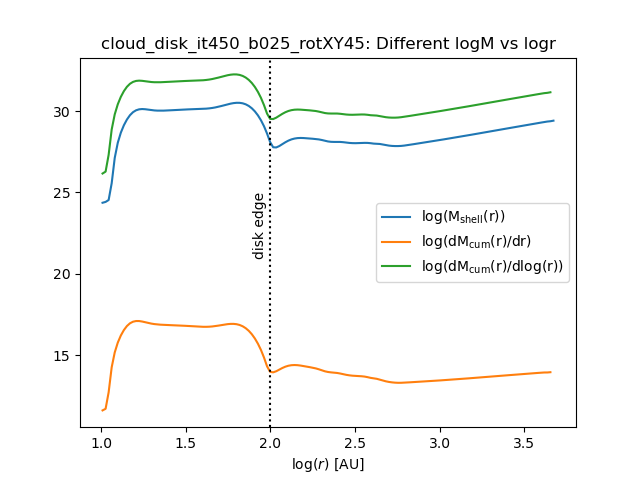 cloud_disk_it450_b025_rotXY45: Different logM vs logr
30
25
20
15
disk edge
log(M_shell(r))
log(dM_cum(r)/dr)
log(dM_cum(r)/dlog(r))
1.0 1.5 2.0 2.5 3.0 3.5
log(r) [AU]